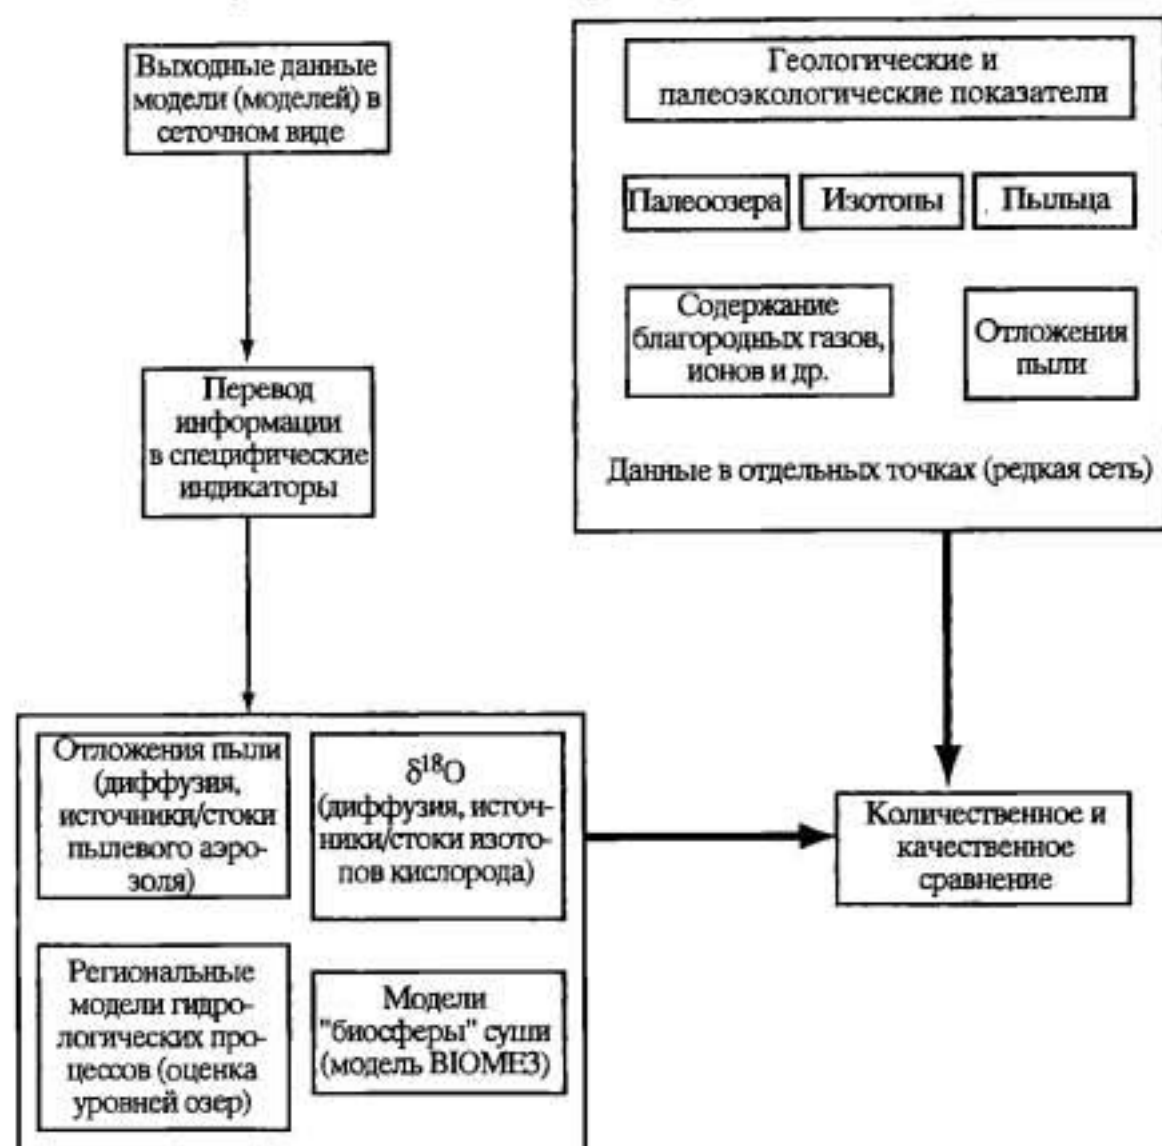 Выходные данные
модели (моделей) в
сеточном виде
Перевод
информации
в специфические
индикаторы
Отложения пыли
(диффузия,
источники/стоки
пылевого аэро-
золя)
δ¹⁸O
(диффузия, источ-
ники/стоки изото-
пов кислорода)
Региональные
модели гидро-
логических про-
цессов (оценка
уровней озер)
Модели
"биосферы" суши
(модель BIOME3)
Геологические и
палеоэкологические показатели
Палеоозера
Изотопы
Пыльца
Содержание
благородных газов,
ионов и др.
Отложения
пыли
Данные в отдельных точках (редкая сеть)
Количественное и
качественное
сравнение